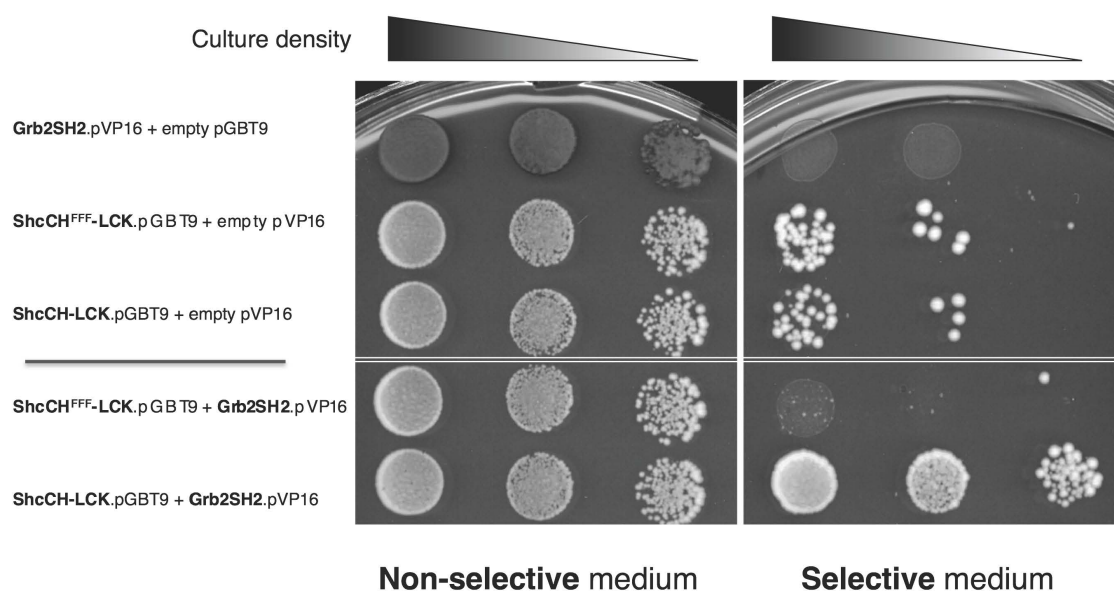 Culture density
Grb2SH2.pVP16 + empty pGBT9
ShcCHFFF-LCK.pGBT9 + empty pVP16
ShcCH-LCK.pGBT9 + empty pVP16
ShcCHFFF-LCK.pGBT9 + Grb2SH2.pVP16
ShcCH-LCK.pGBT9 + Grb2SH2.pVP16
Non-selective medium
Selective medium